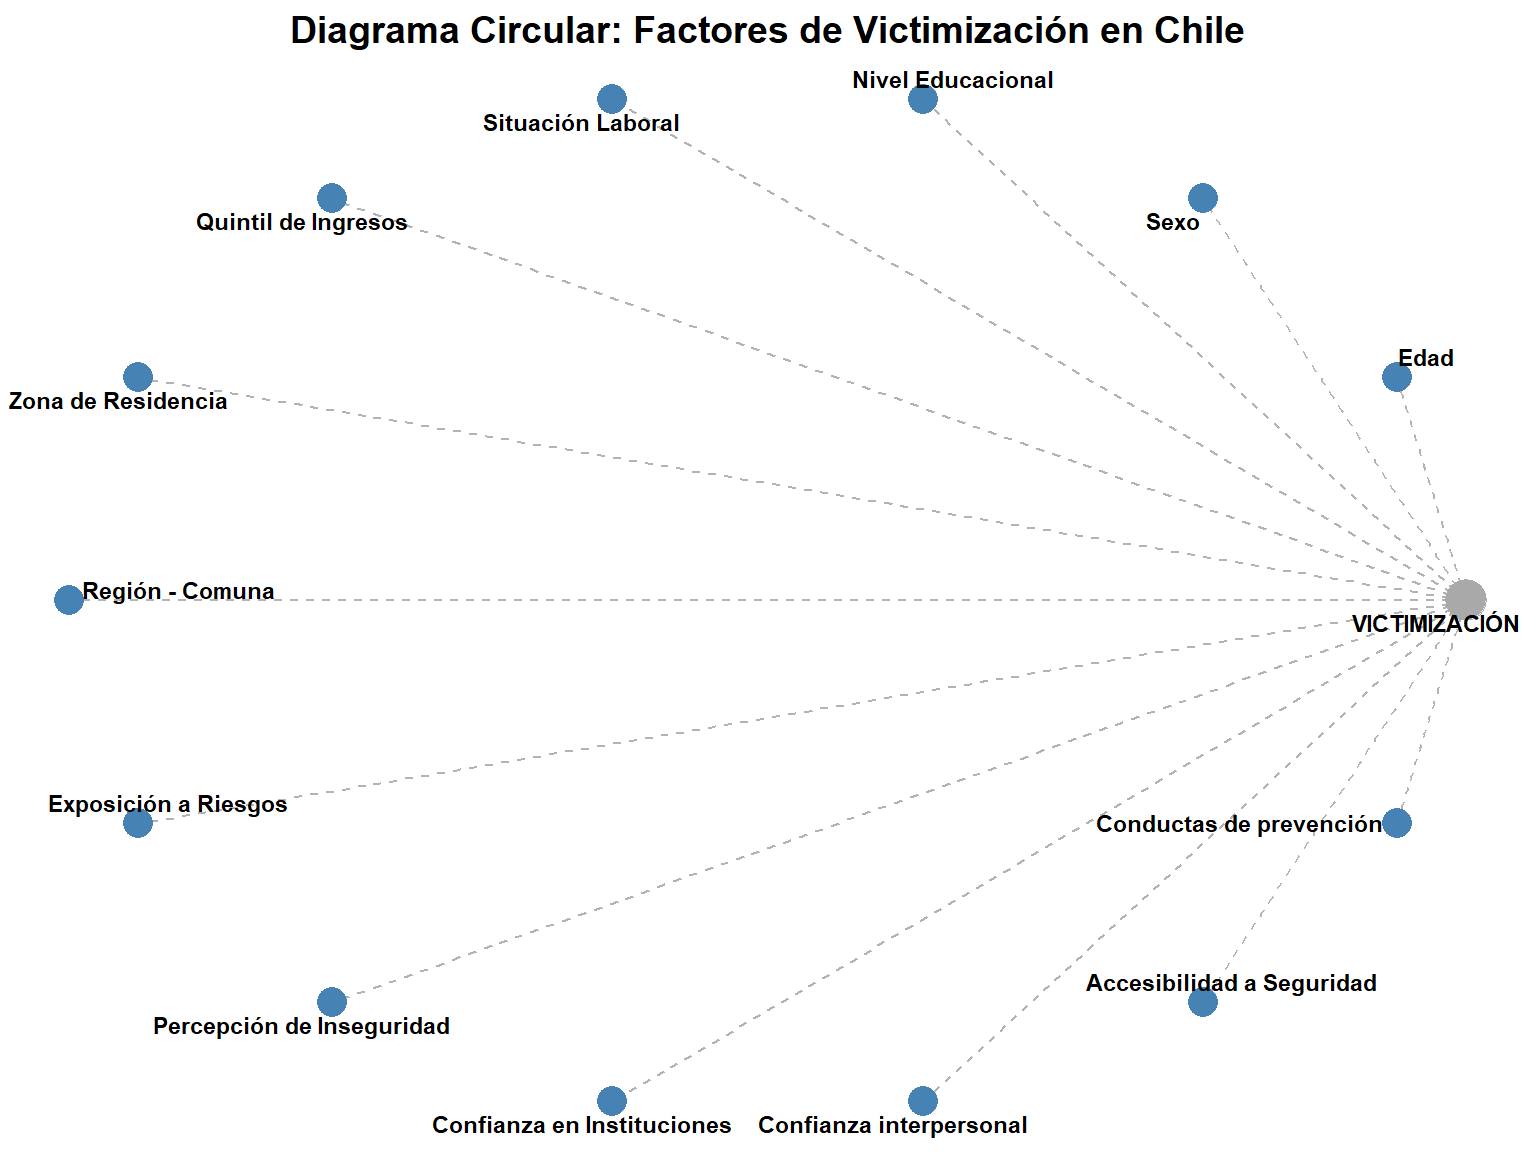 Diagrama Circular: Factores de Victimización en Chile
Nivel Educacional
Situación Laboral
Quintil de Ingresos
Sexo
Edad
Zona de Residencia
Región - Comuna
VICTIMIZACIÓN
Exposición a Riesgos
Conductas de prevención
Accesibilidad a Seguridad
Percepción de Inseguridad
Confianza en Instituciones
Confianza interpersonal